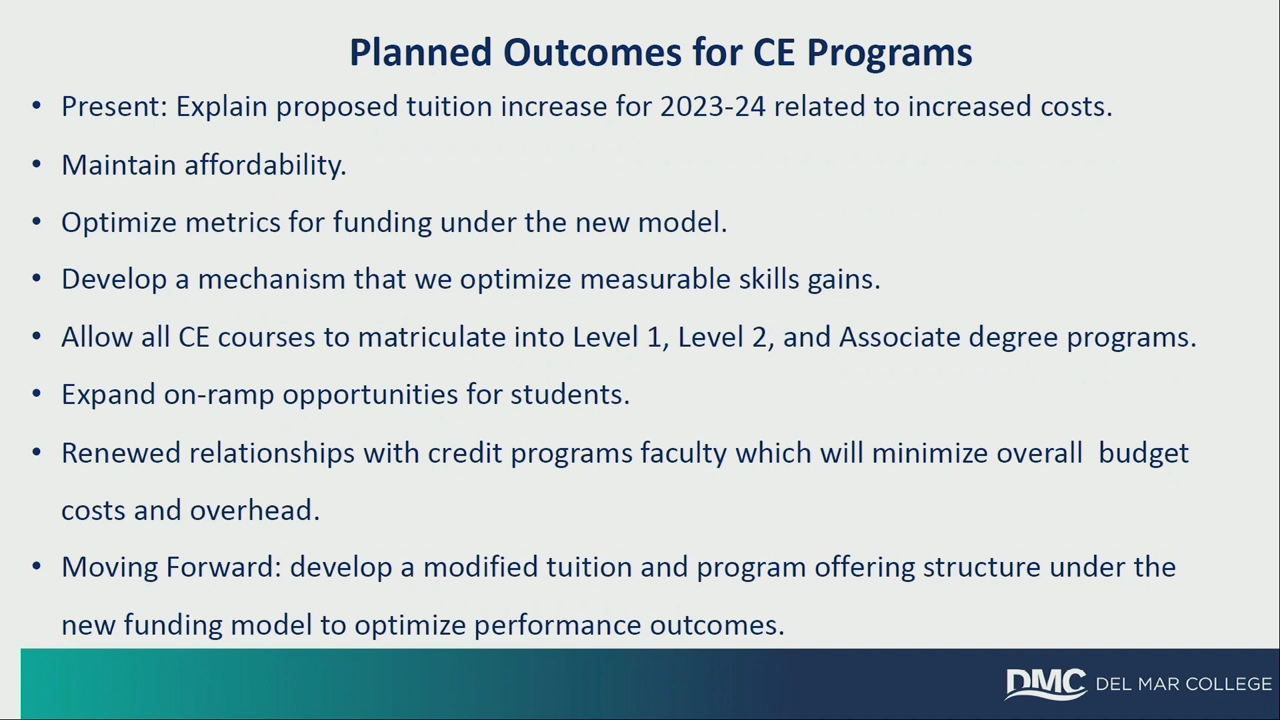 Planned Outcomes for CE Programs
• Present: Explain proposed tuition increase for 2023-24 related to increased costs.
• Maintain affordability.
• Optimize metrics for funding under the new model.
• Develop a mechanism that we optimize measurable skills gains.
• Allow all CE courses to matriculate into Level 1, Level 2, and Associate degree programs.
• Expand on-ramp opportunities for students.
• Renewed relationships with credit programs faculty which will minimize overall  budget
costs and overhead.
• Moving Forward: develop a modified tuition and program offering structure under the
new funding model to optimize performance outcomes.
DMC DEL MAR COLLEGE